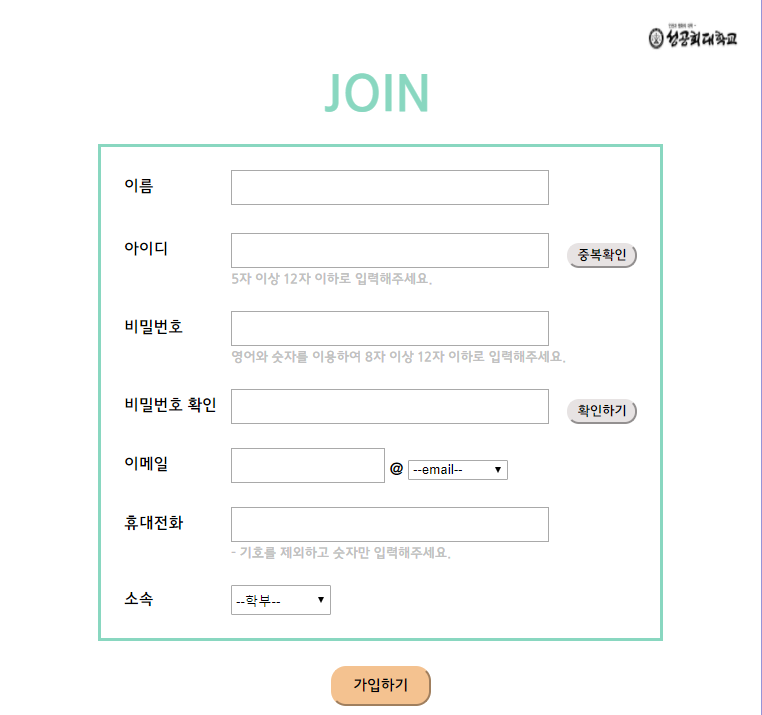 성공회대학교
JOIN
이름
아이디
중복확인
5자 이상 12자 이하로 입력해주세요.
비밀번호
영어와 숫자를 이용하여 8자 이상 12자 이하로 입력해주세요.
비밀번호 확인
확인하기
이메일
@ --email--
휴대전화
- 기호를 제외하고 숫자만 입력해주세요.
소속
--학부--
가입하기